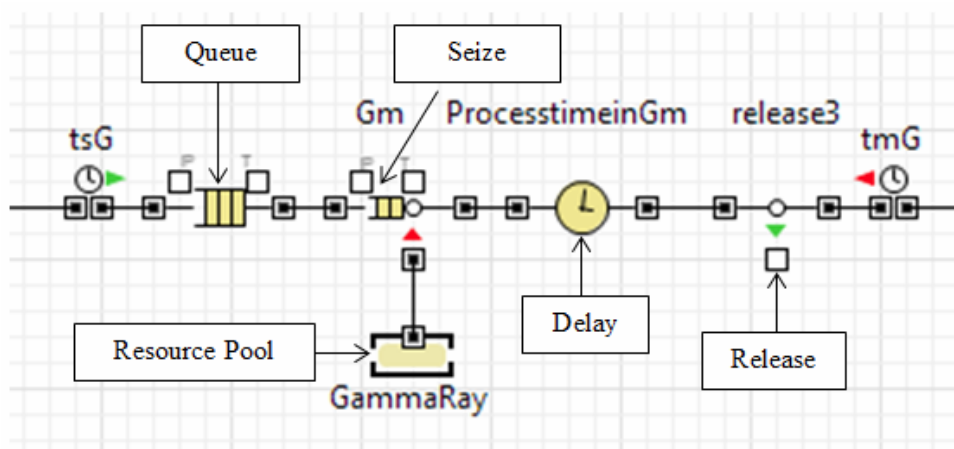 Queue
Seize
Gm
ProcesstimeinGm
release3
tsG
tmG
P
T
P
T
Resource Pool
Delay
Release
GammaRay